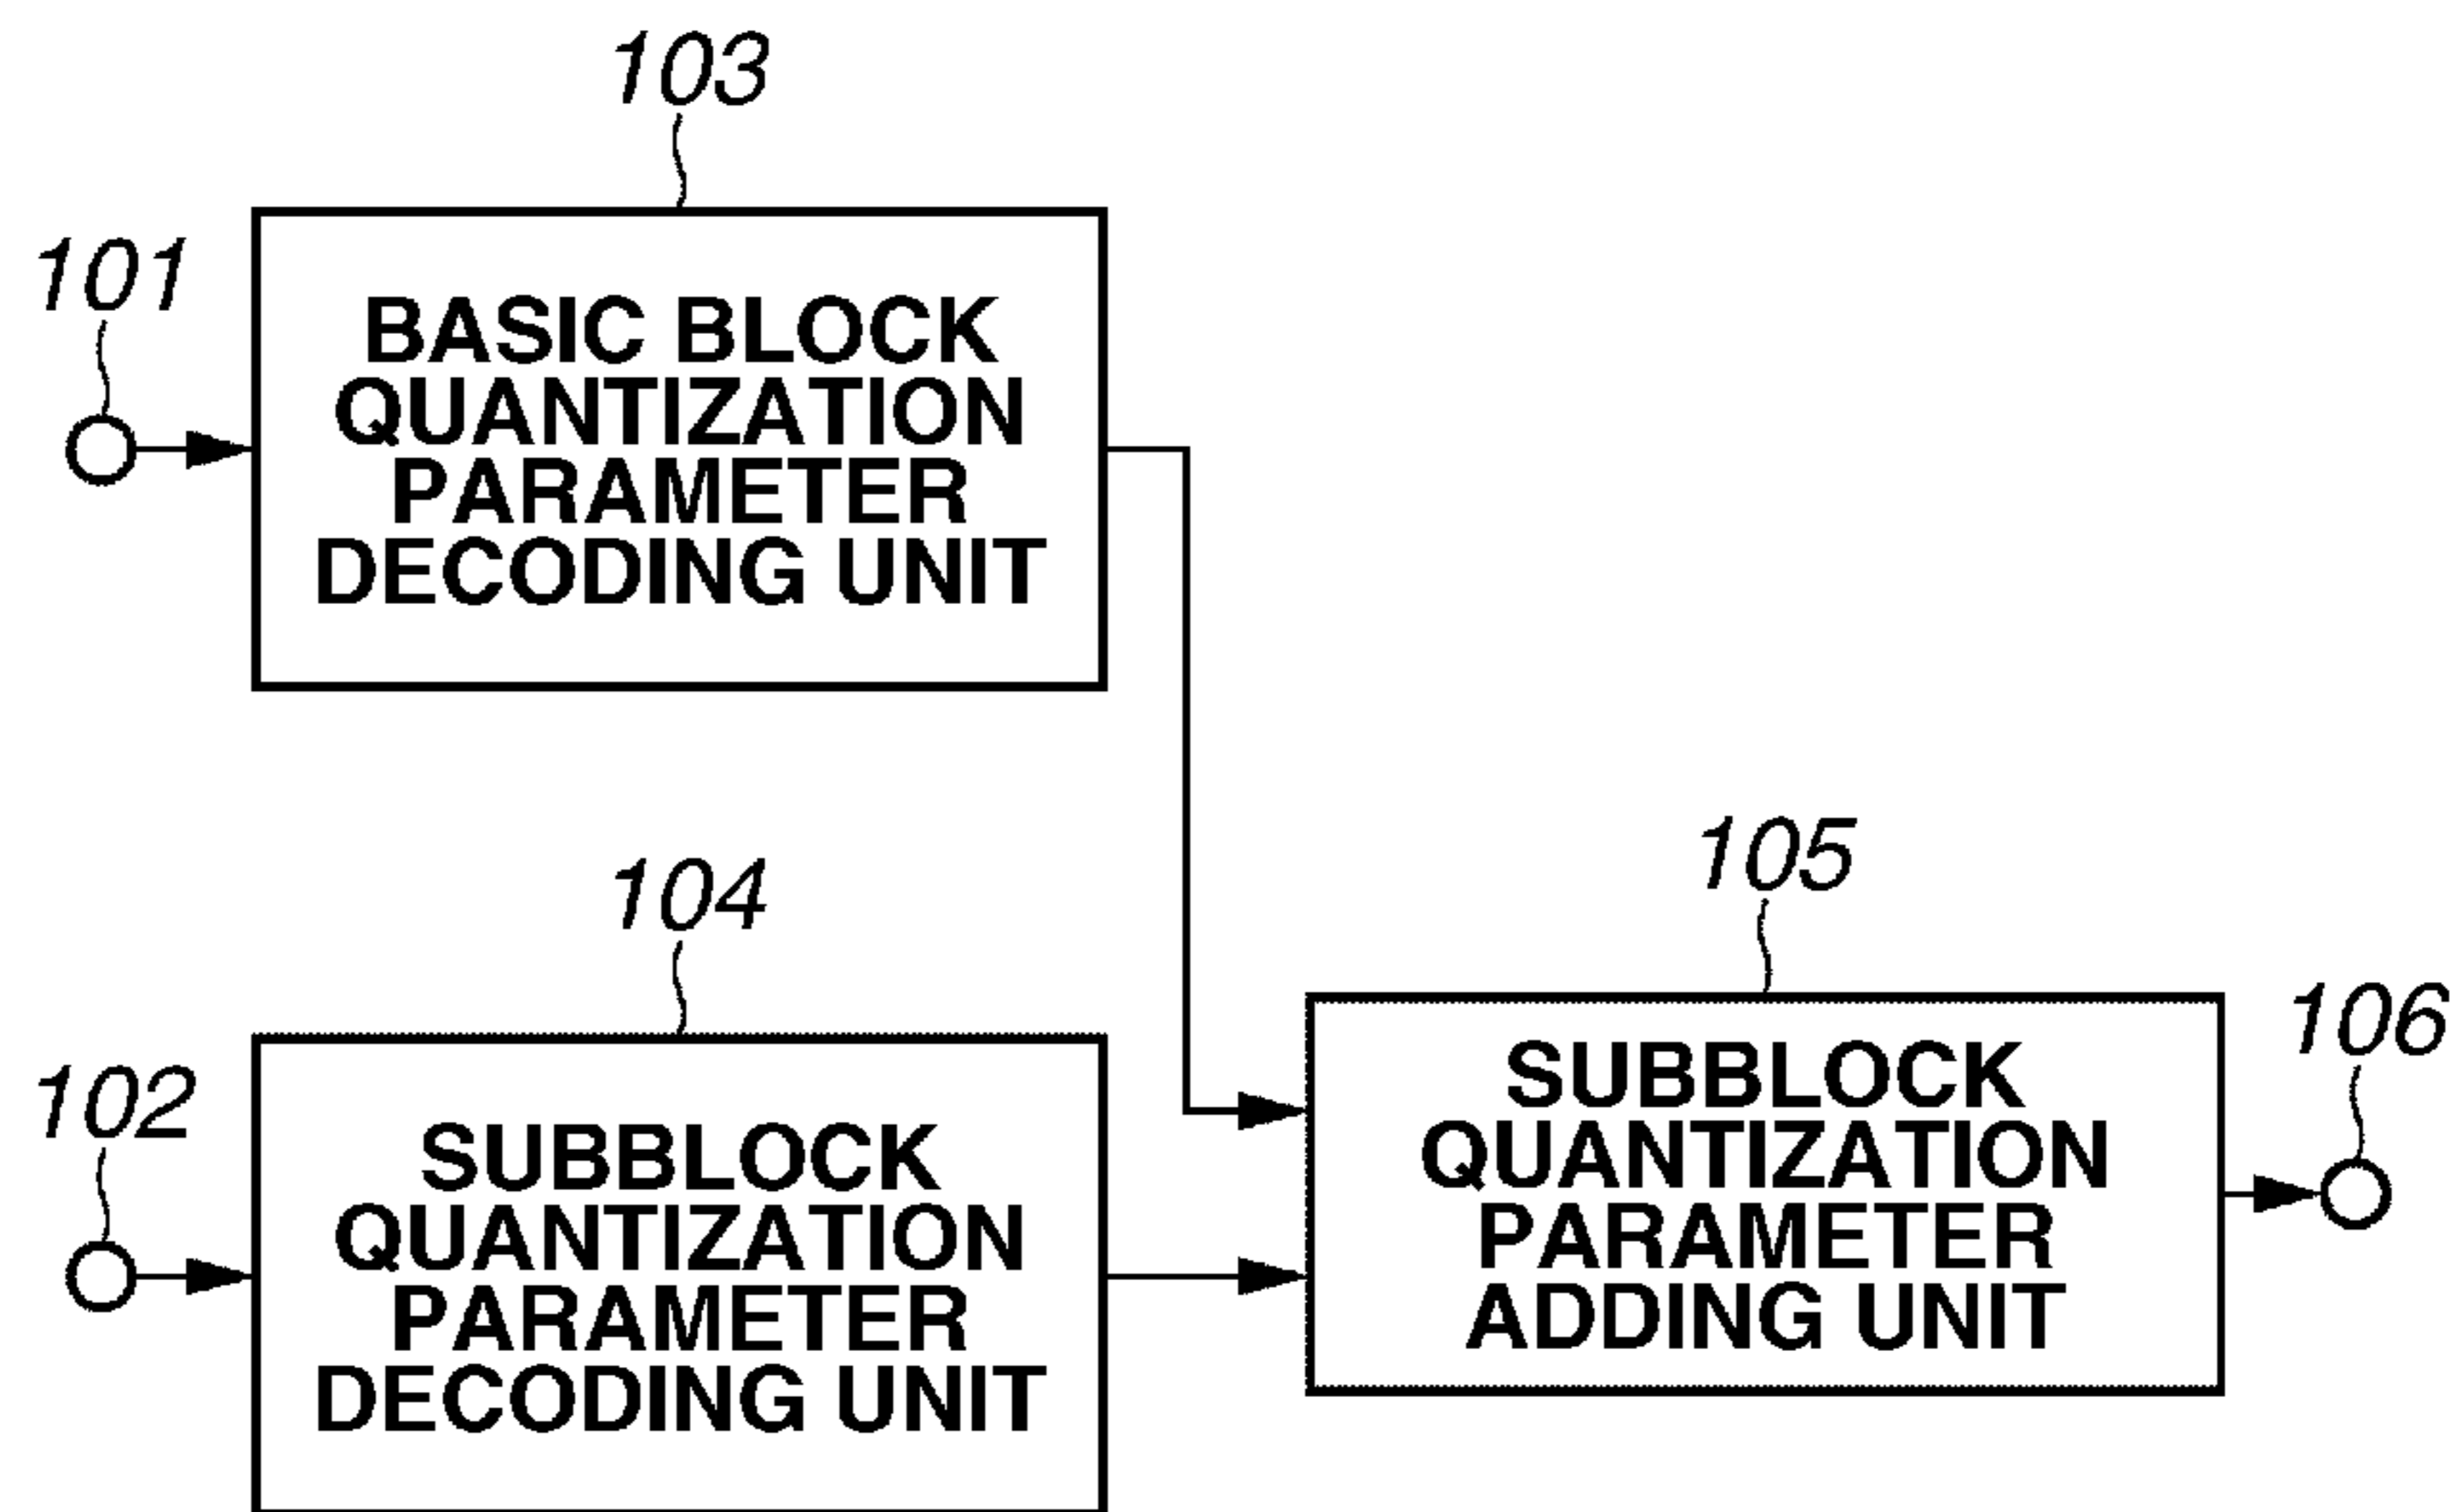 103
101
BASIC BLOCK
QUANTIZATION
PARAMETER
DECODING UNIT
104
102
SUBBLOCK
QUANTIZATION
PARAMETER
DECODING UNIT
105
106
SUBBLOCK
QUANTIZATION
PARAMETER
ADDING UNIT